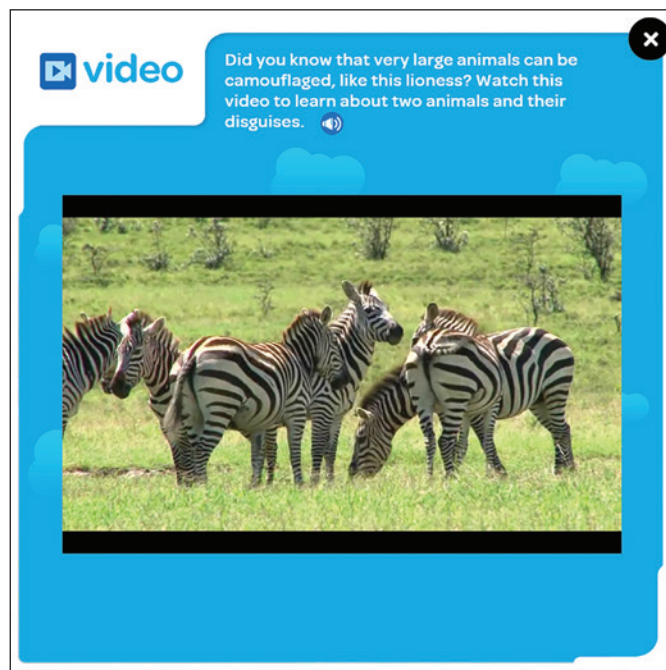 video
Did you know that very large animals can be
camouflaged, like this lioness? Watch this
video to learn about two animals and their
disguises.